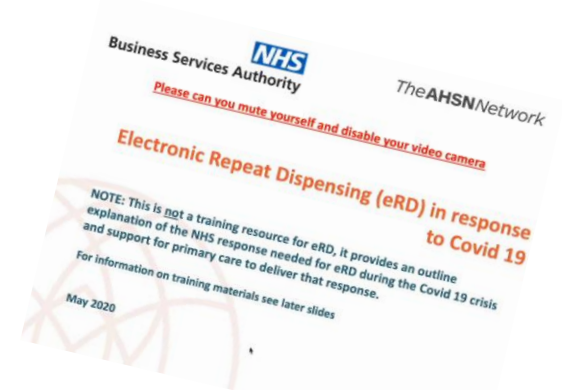 NHS
Business Services Authority
TheAHSNNetwork
Please can you mute yourself and disable your video camera
Electronic Repeat Dispensing (eRD) in response
to Covid 19
NOTE: This is not a training resource for eRD, it provides an outline
explanation of the NHS response needed for eRD during the Covid 19 crisis
and support for primary care to deliver that response.
For information on training materials see later slides
May 2020